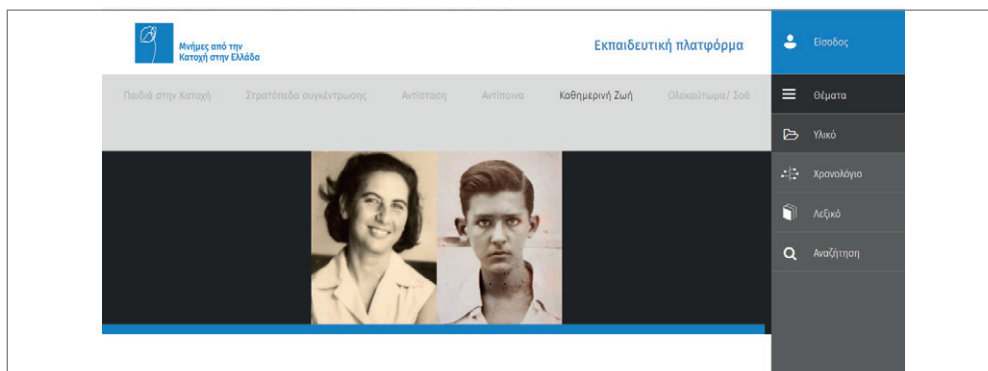 Μνήμες από την
Κατοχή στην Ελλάδα
Εκπαιδευτική πλατφόρμα
Είσοδος
Παιδιά στην Κατοχή Στρατόπεδα συγκέντρωσης Αντίσταση Αντίποινα Καθημερινή Ζωή Ολοκαύτωμα/ Σοά
Θέματα
Υλικό
Χρονολόγιο
Λεξικό
Αναζήτηση